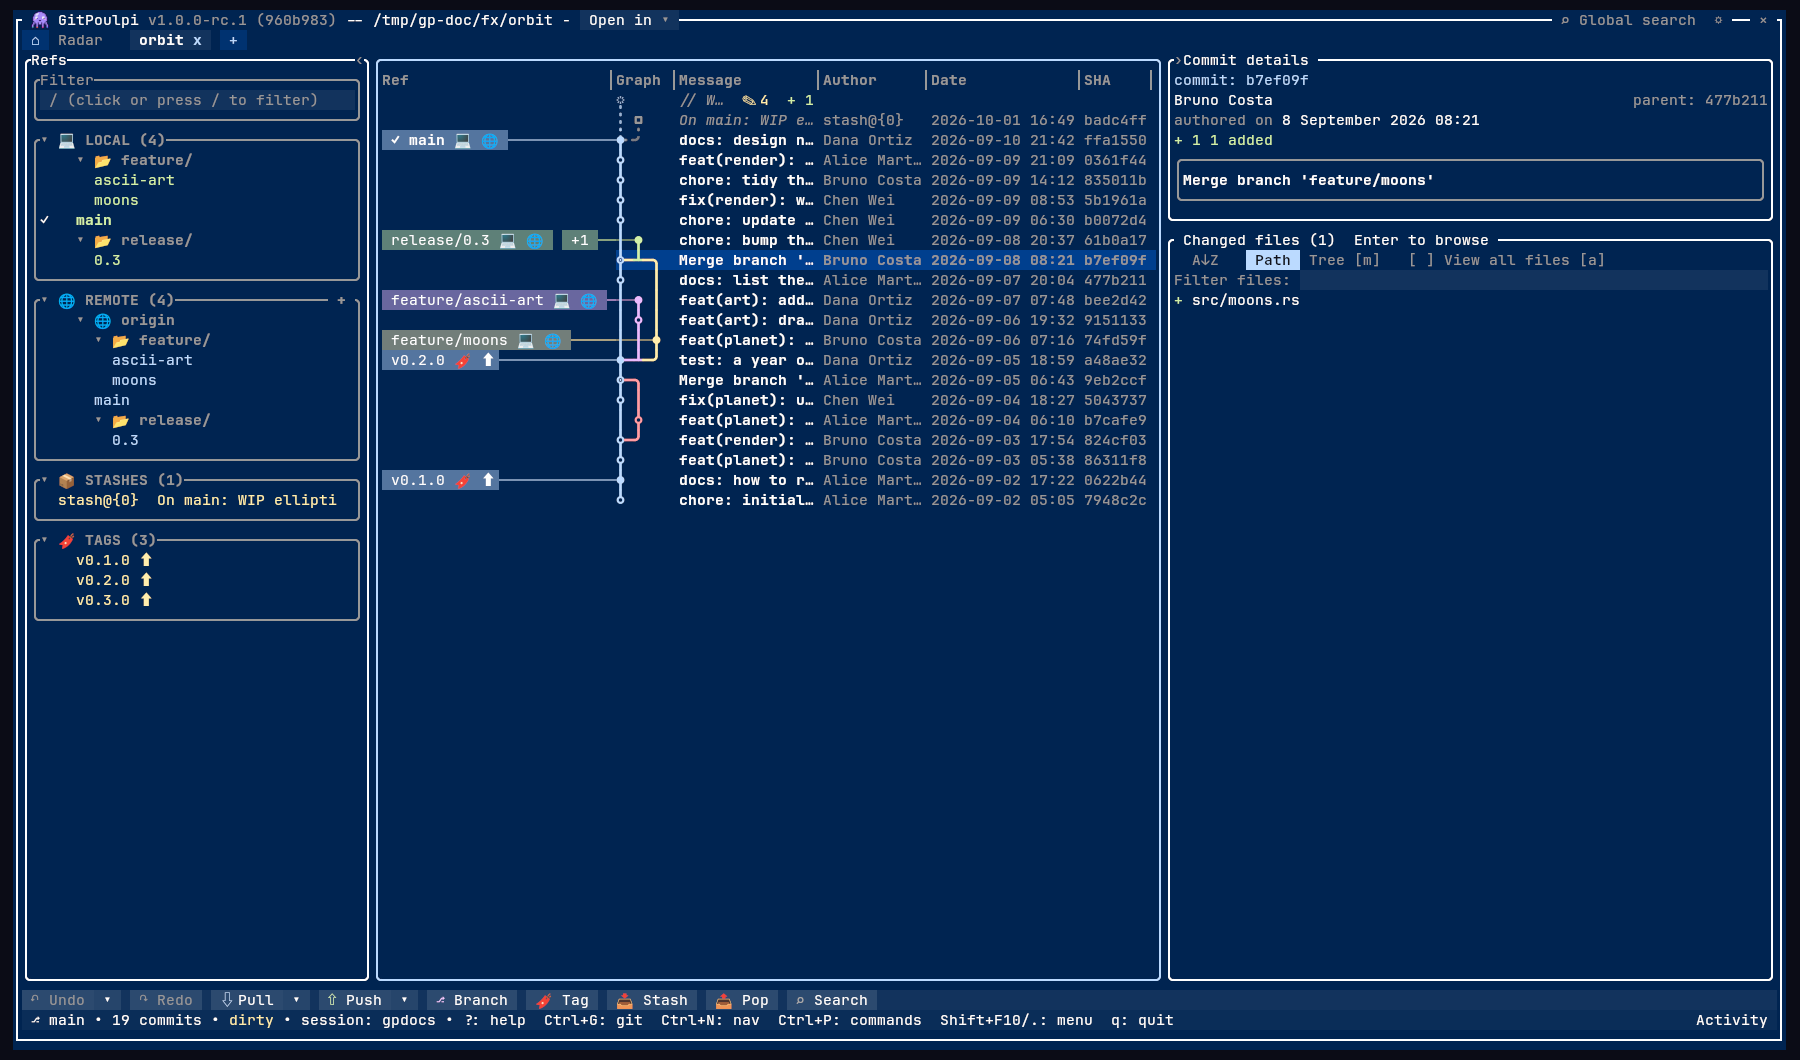 GitPoulpi v1.0.0-rc.1 (960b983) —— /tmp/gp-doc/fx/orbit - Open in ▾ ⌕ Global search
⌂ Radar orbit x +
Refs
Filter
/ (click or press / to filter)
LOCAL (4)
feature/
ascii-art
moons
✓ main
release/
0.3
REMOTE (4) +
origin
feature/
ascii-art
moons
main
release/
0.3
STASHES (1)
stash@{0} On main: WIP ellipti
TAGS (3)
v0.1.0 ⬆
v0.2.0 ⬆
v0.3.0 ⬆
Ref Graph Message Author Date SHA
// W… ✎4 + 1
On main: WIP e… stash@{0} 2026-10-01 16:49 badc4ff
✓ main docs: design n… Dana Ortiz 2026-09-10 21:42 ffa1550
feat(render): … Alice Mart… 2026-09-09 21:09 0361f44
chore: tidy th… Bruno Costa 2026-09-09 14:12 835011b
fix(render): w… Chen Wei 2026-09-09 08:53 5b1961a
chore: update … Chen Wei 2026-09-09 06:30 b0072d4
release/0.3 +1 chore: bump th… Chen Wei 2026-09-08 20:37 61b0a17
Merge branch '… Bruno Costa 2026-09-08 08:21 b7ef09f
docs: list the… Alice Mart… 2026-09-07 20:04 477b211
feature/ascii-art feat(art): add… Dana Ortiz 2026-09-07 07:48 bee2d42
feat(art): dra… Dana Ortiz 2026-09-06 19:32 9151133
feature/moons feat(planet): … Bruno Costa 2026-09-06 07:16 74fd59f
v0.2.0 ⬆ test: a year o… Dana Ortiz 2026-09-05 18:59 a48ae32
Merge branch '… Alice Mart… 2026-09-05 06:43 9eb2ccf
fix(planet): u… Chen Wei 2026-09-04 18:27 5043737
feat(planet): … Alice Mart… 2026-09-04 06:10 b7cafe9
feat(render): … Bruno Costa 2026-09-03 17:54 824cf03
feat(planet): … Bruno Costa 2026-09-03 05:38 86311f8
v0.1.0 ⬆ docs: how to r… Alice Mart… 2026-09-02 17:22 0622b44
chore: initial… Alice Mart… 2026-09-02 05:05 7948c2c
Commit details
commit: b7ef09f
Bruno Costa parent: 477b211
authored on 8 September 2026 08:21
+ 1 1 added
Merge branch 'feature/moons'
Changed files (1) Enter to browse
A↓Z Path Tree [m] [ ] View all files [a]
Filter files:
+ src/moons.rs
↶ Undo ▾ ↷ Redo ⇩ Pull ▾ ⇧ Push ▾ Branch Tag Stash Pop ⌕ Search
main • 19 commits • dirty • session: gpdocs • ?: help Ctrl+G: git Ctrl+N: nav Ctrl+P: commands Shift+F10/.: menu q: quit Activity